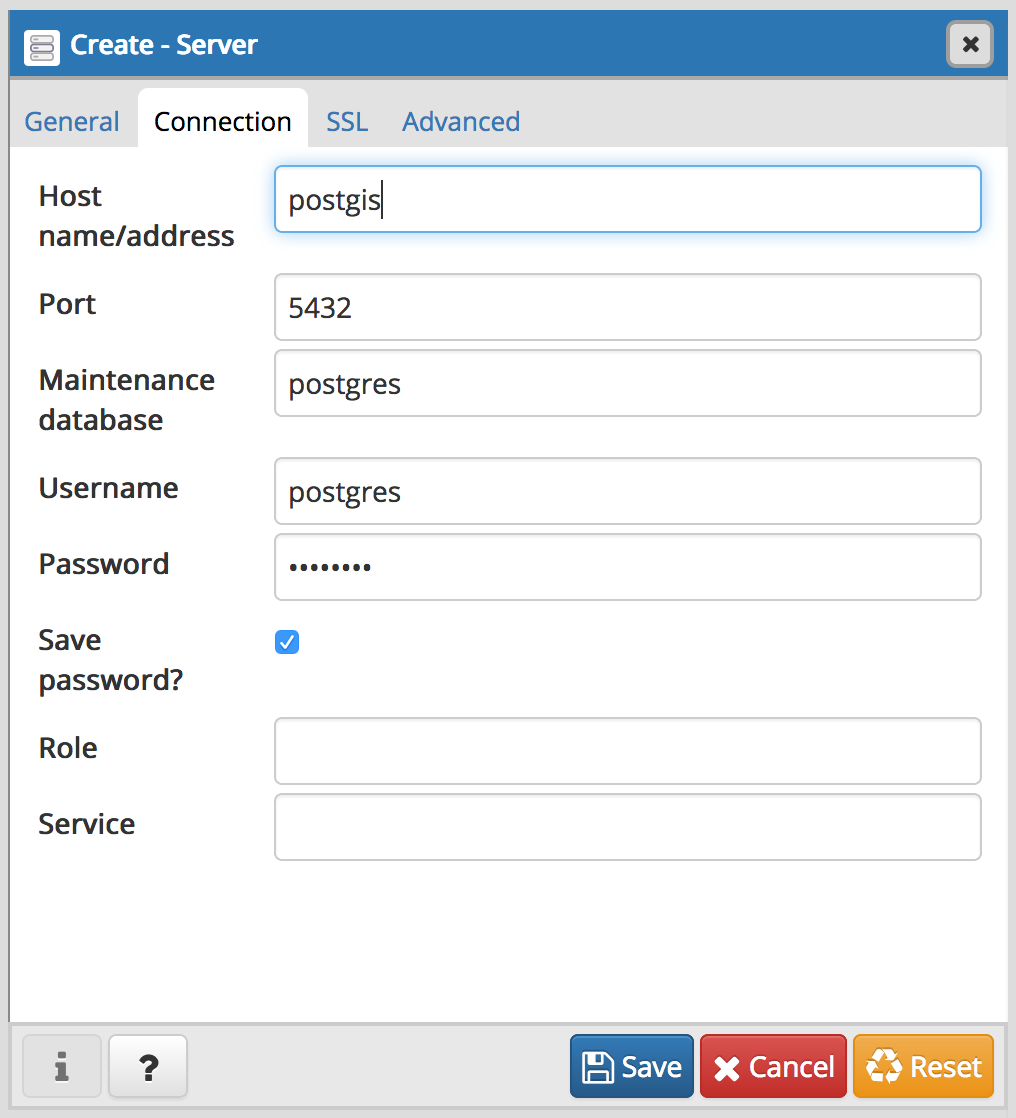 Create - Server
General Connection SSL Advanced
Host
name/address
postgis
Port
5432
Maintenance
database
postgres
Username
postgres
Password
••••••••
Save
password?
Role
Service
i ? Save Cancel Reset